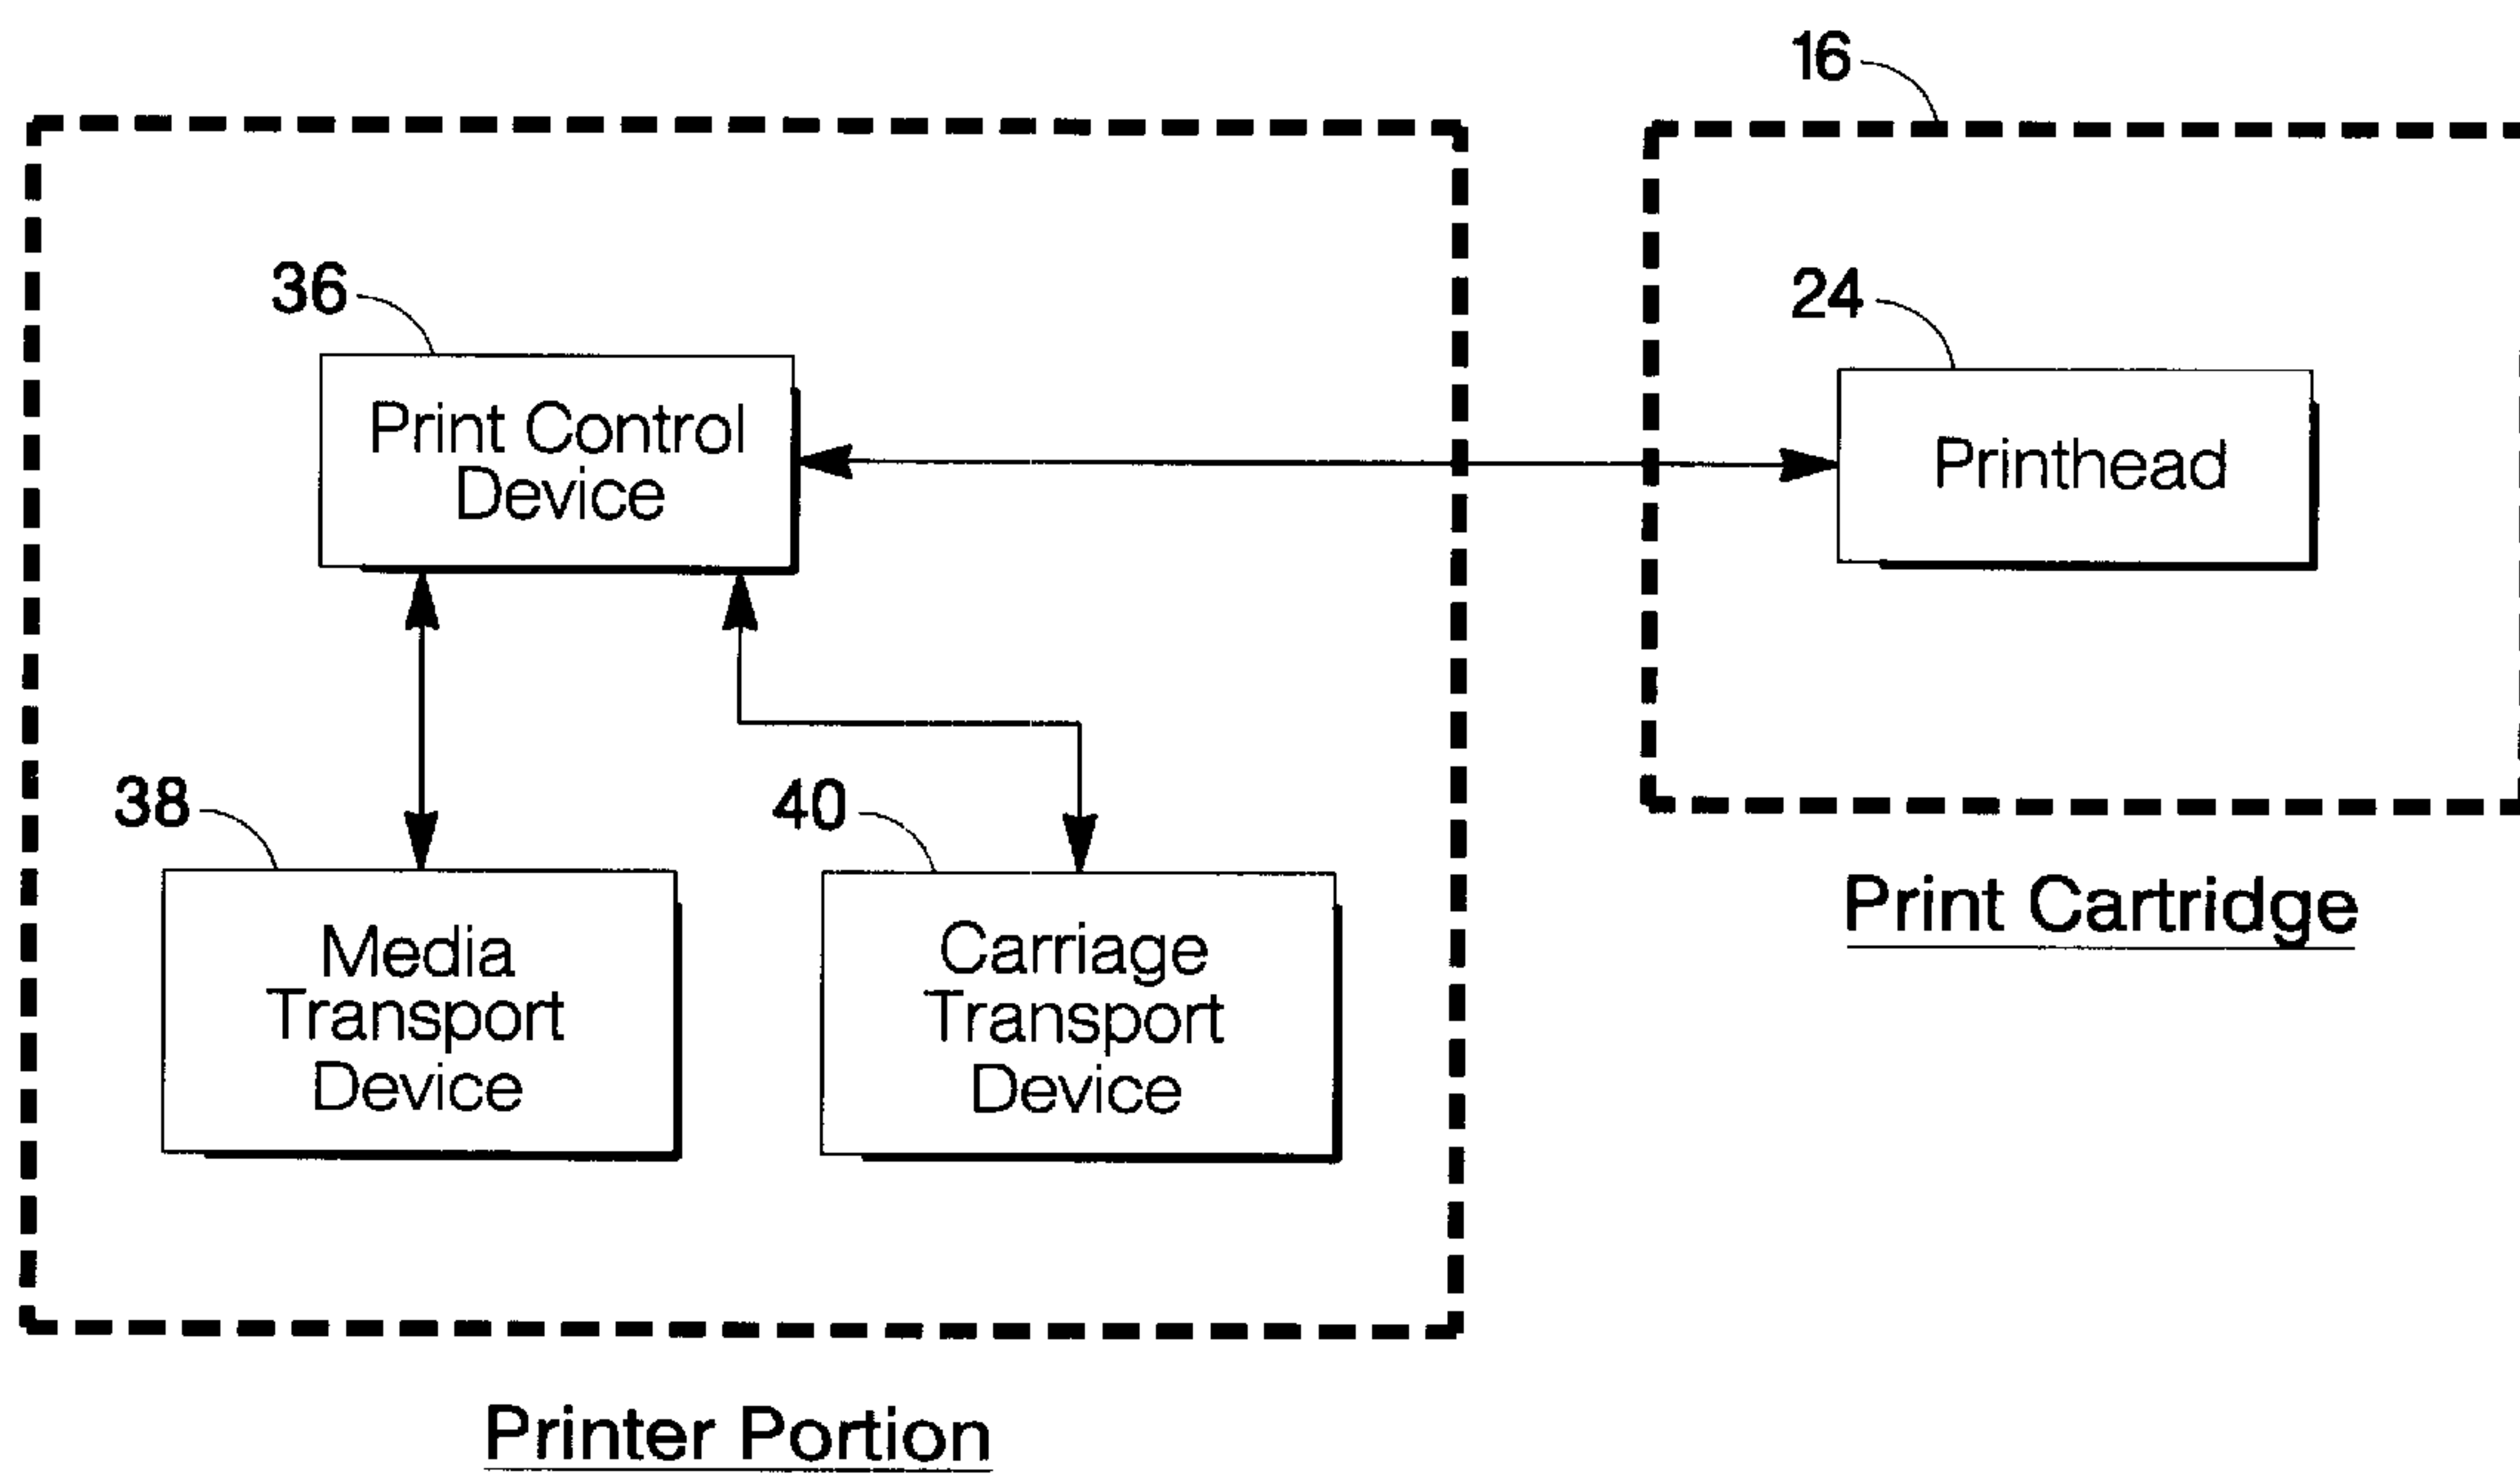 16
36
Print Control
Device
24
Printhead
38
Media
Transport
Device
40
Carriage
Transport
Device
Print Cartridge
Printer Portion